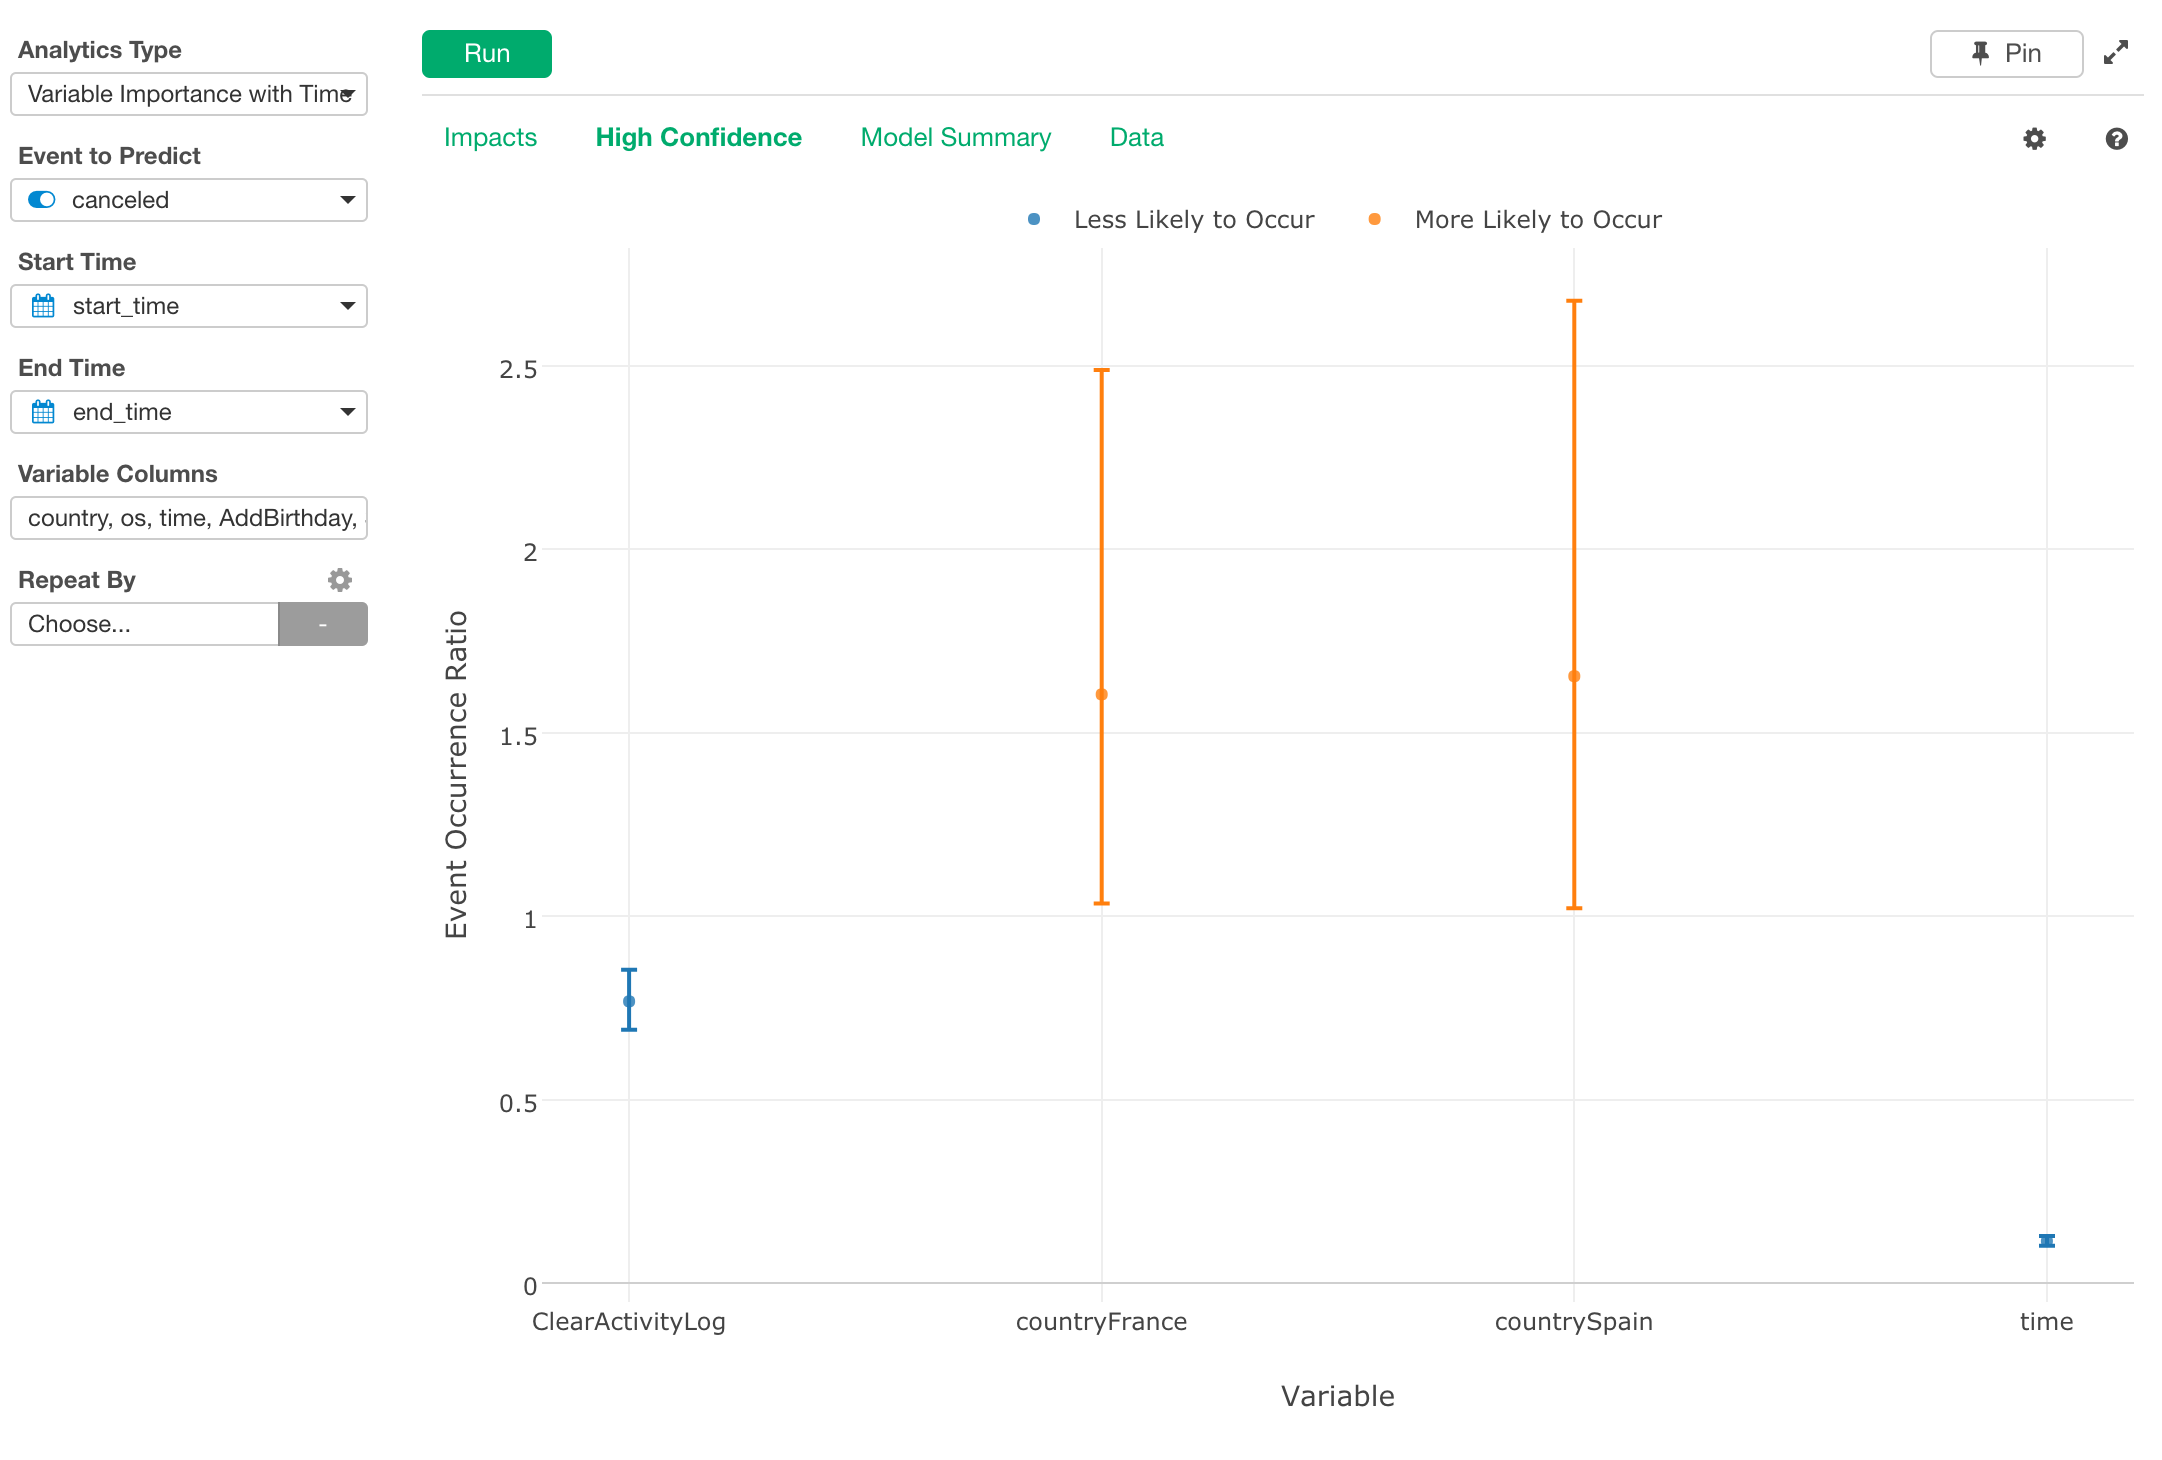 Analytics Type
Variable Importance with Time
Event to Predict
canceled
Start Time
start_time
End Time
end_time
Variable Columns
country, os, time, AddBirthday,
Repeat By
Choose...
-
Run
Pin
Impacts High Confidence Model Summary Data
Less Likely to Occur More Likely to Occur
Event Occurrence Ratio
2.5
2
1.5
1
0.5
0
ClearActivityLog countryFrance countrySpain time
Variable